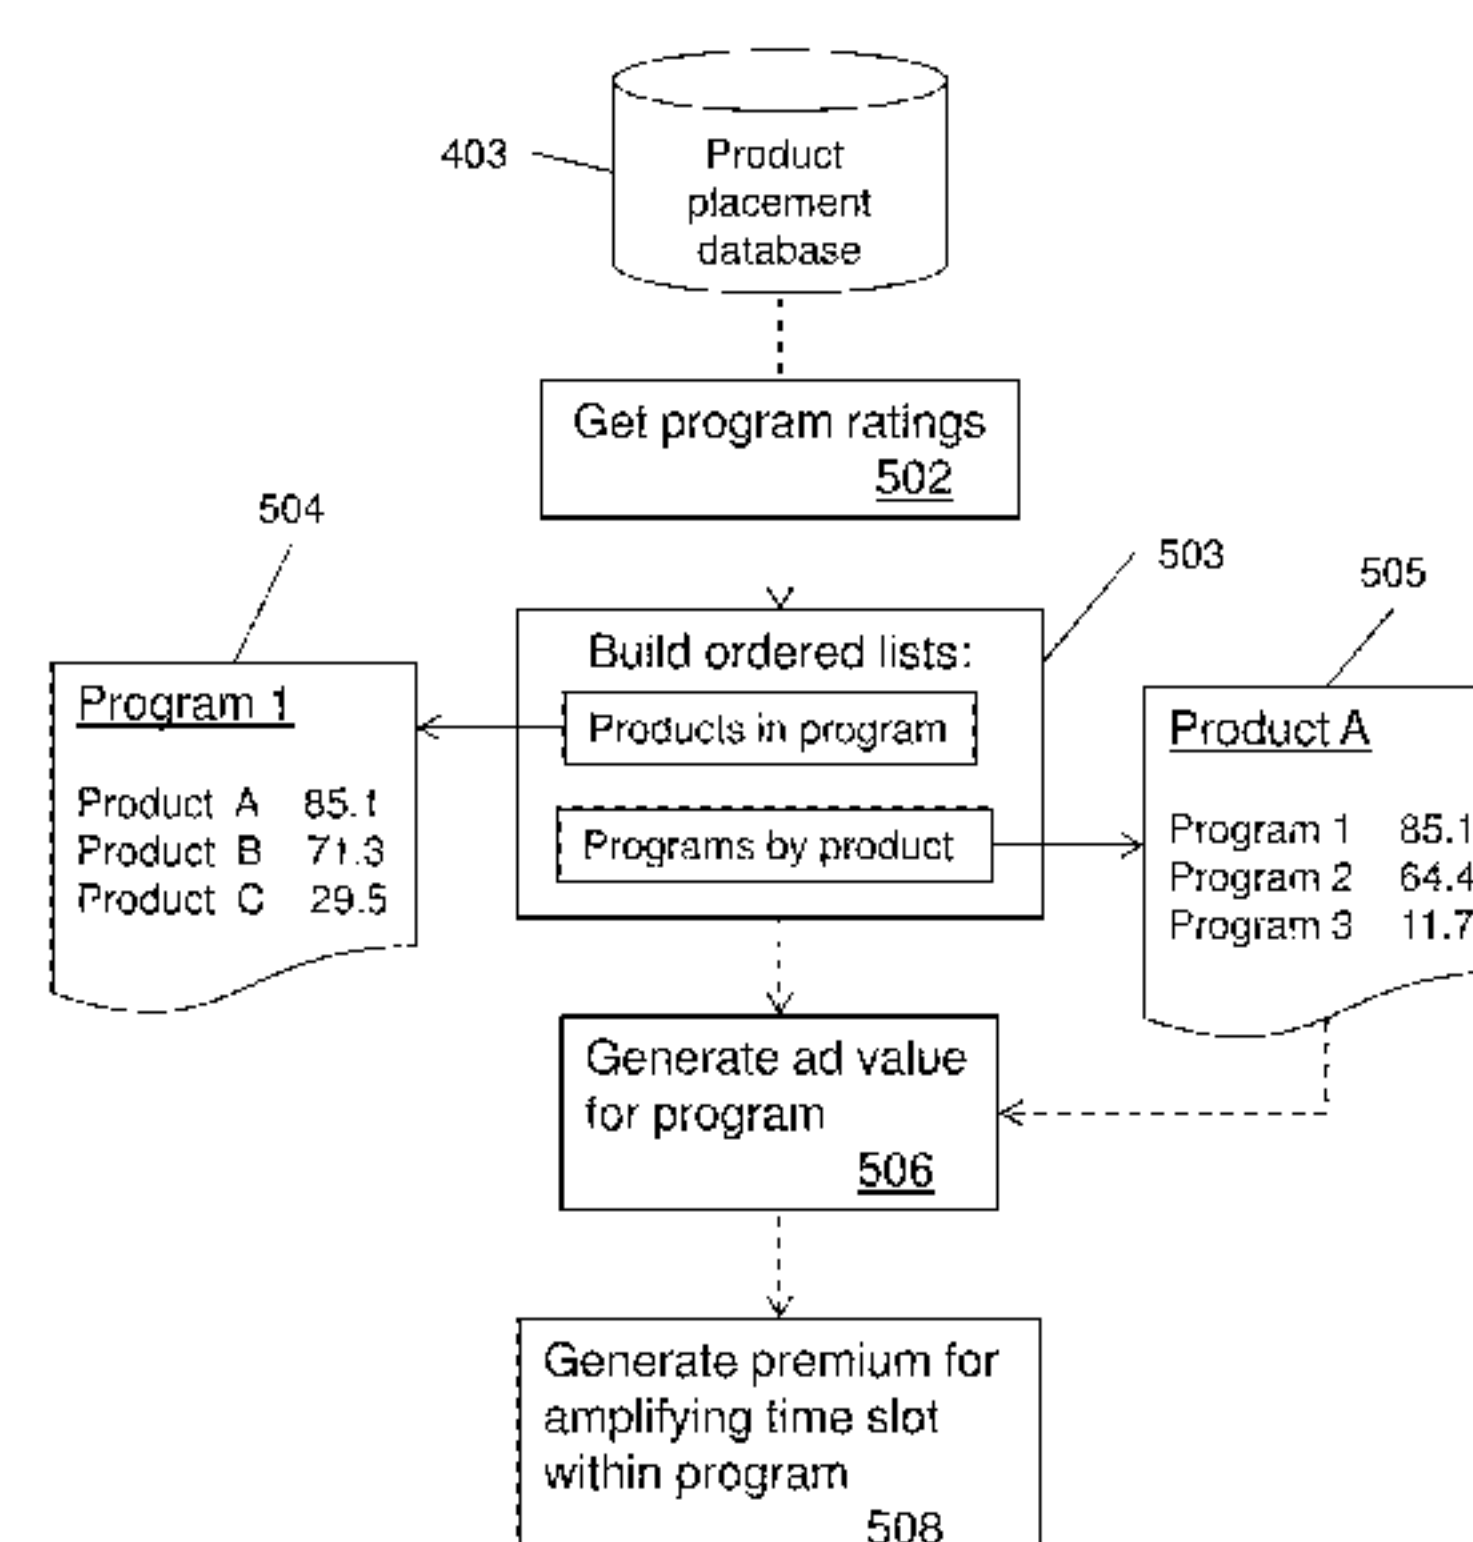 403
Product
placement
database
Get program ratings
502
504
503
505
Build ordered lists:
Products in program
Programs by product
Program 1
Product A 85.1
Product B 71.3
Product C 29.5
Product A
Program 1 85.1
Program 2 64.4
Program 3 11.7
Generate ad value
for program
506
Generate premium for
amplifying time slot
within program
508